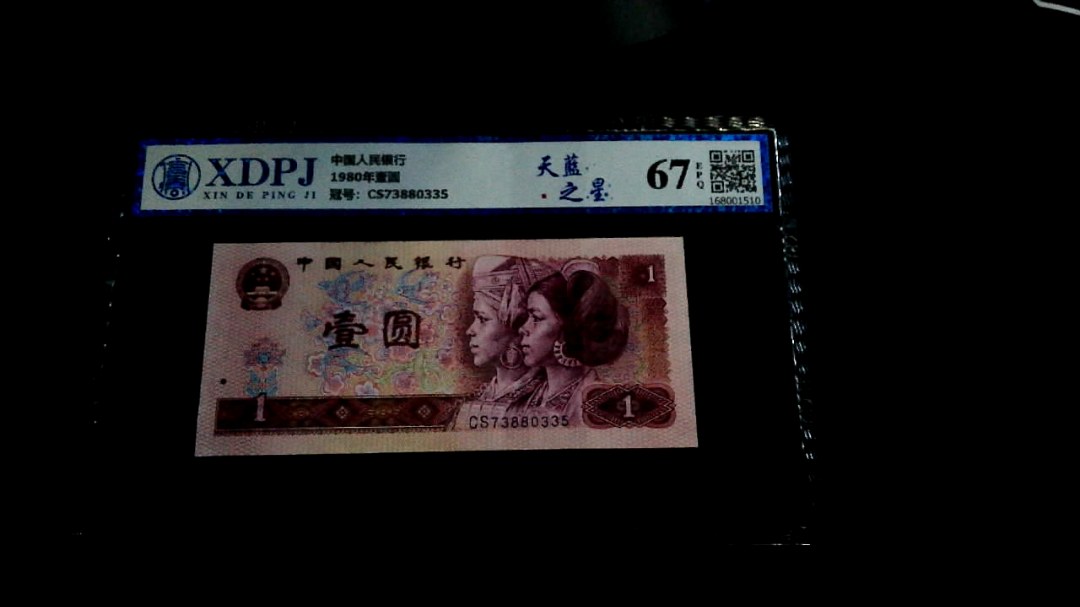 XDPJ
XIN DE PING JI
中国人民银行
1980年壹圆
冠号：CS73880335
天蓝
之星
67
EPQ
168001510
中国人民银行
1
壹圆
1
1
CS73880335